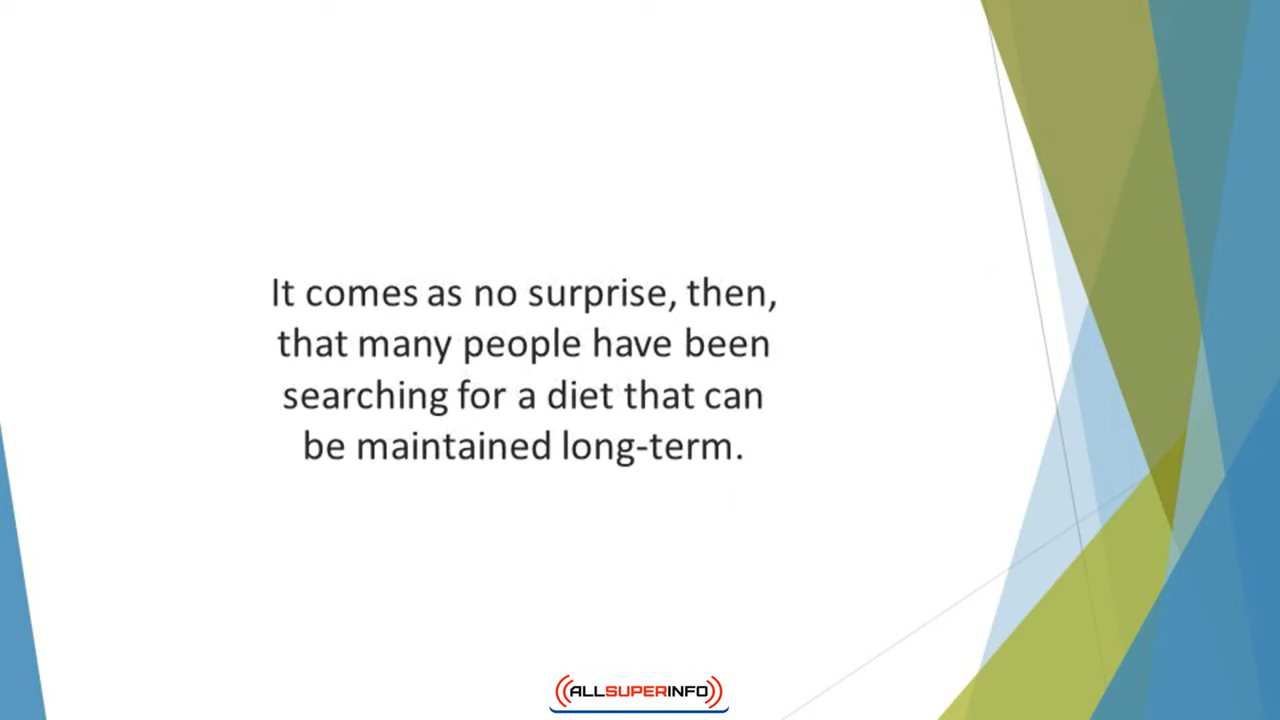 It comes as no surprise, then,
that many people have been
searching for a diet that can
be maintained long-term.
ALLSUPERINFO